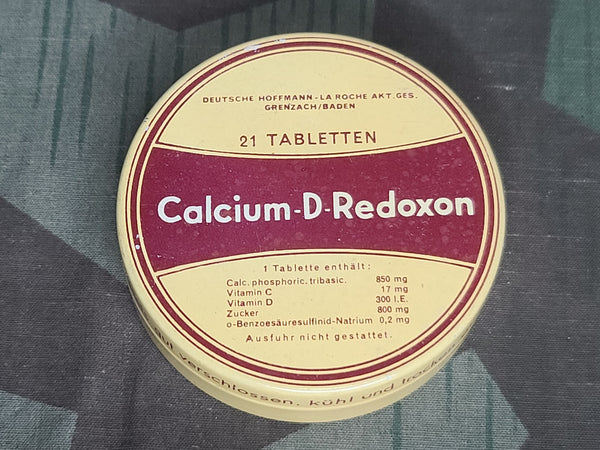 DEUTSCHE HOFFMANN-LA ROCHE AKT. GES.
GRENZACH/BADEN
21 TABLETTEN
Calcium-D-Redoxon
1 Tablette enthält:
Calc. phosphoric. tribasic. 850 mg
Vitamin C 17 mg
Vitamin D 300 I.E.
Zucker 800 mg
o-Benzoesäuresulfinid-Natrium 0,2 mg
Ausfuhr nicht gestattet.
gut verschlossen, kühl und